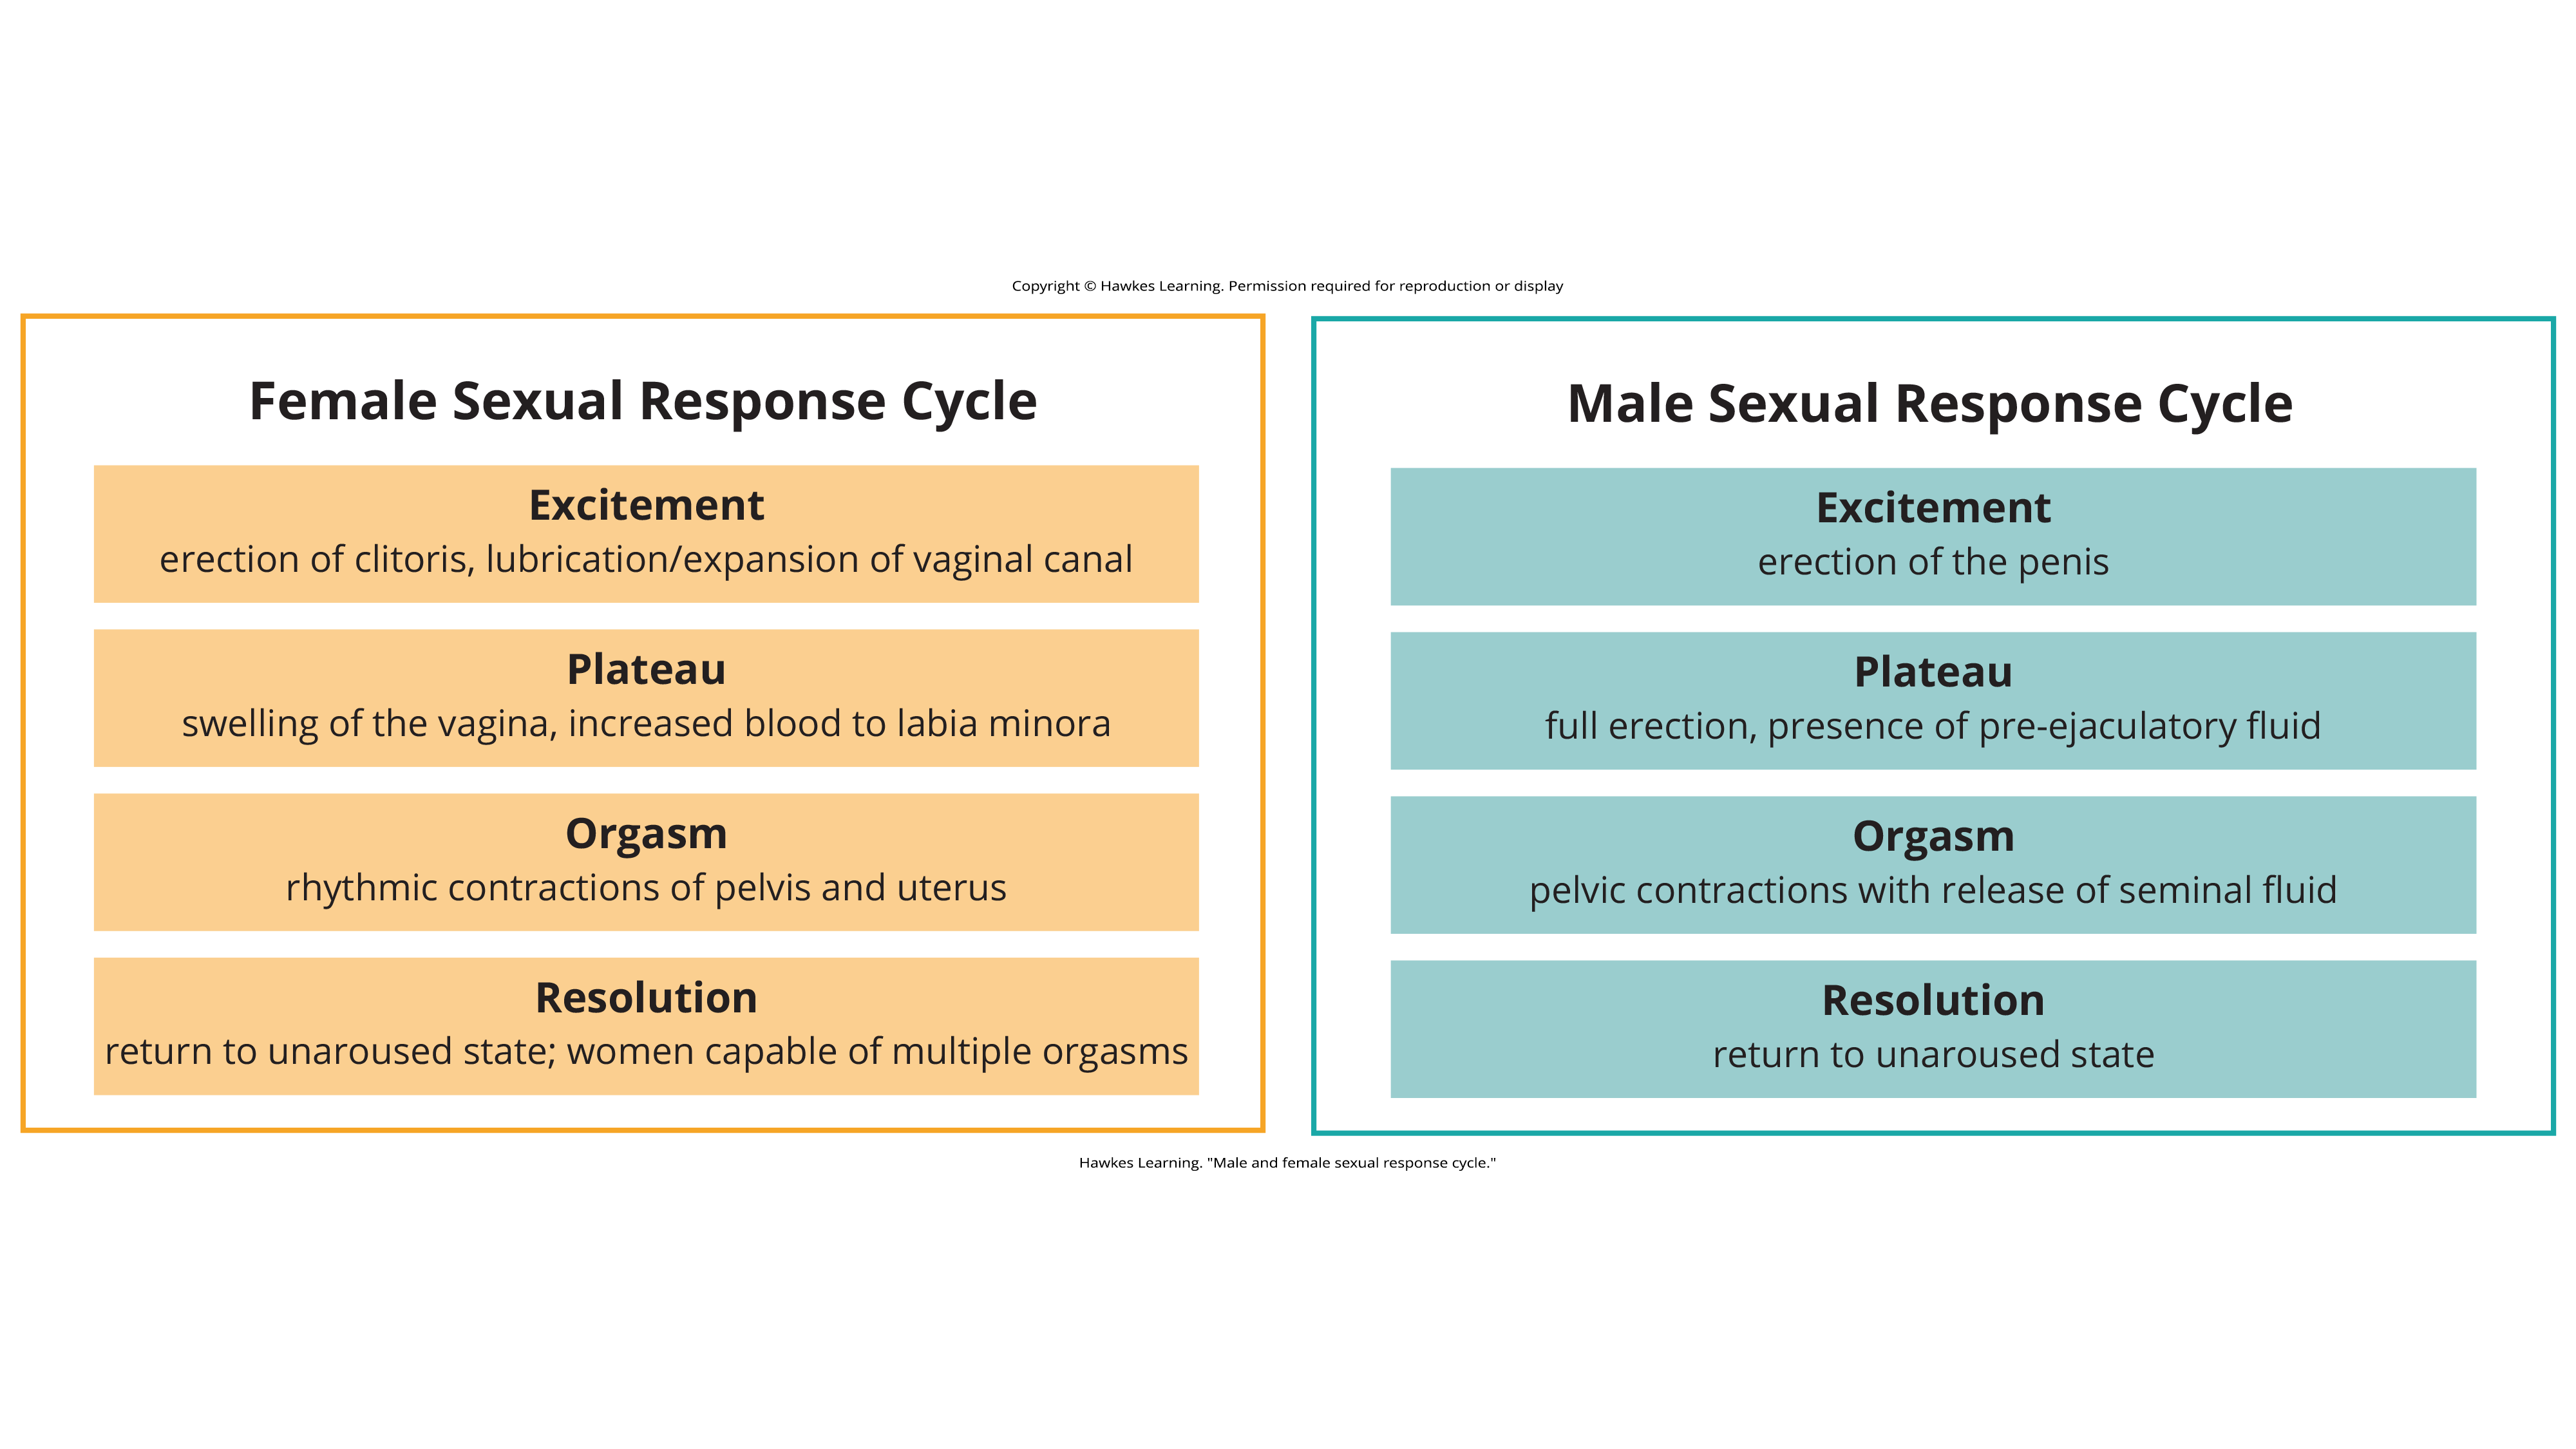 Copyright © Hawkes Learning. Permission required for reproduction or display
Female Sexual Response Cycle
Excitement
erection of clitoris, lubrication/expansion of vaginal canal
Plateau
swelling of the vagina, increased blood to labia minora
Orgasm
rhythmic contractions of pelvis and uterus
Resolution
return to unaroused state; women capable of multiple orgasms
Male Sexual Response Cycle
Excitement
erection of the penis
Plateau
full erection, presence of pre-ejaculatory fluid
Orgasm
pelvic contractions with release of seminal fluid
Resolution
return to unaroused state
Hawkes Learning. "Male and female sexual response cycle."